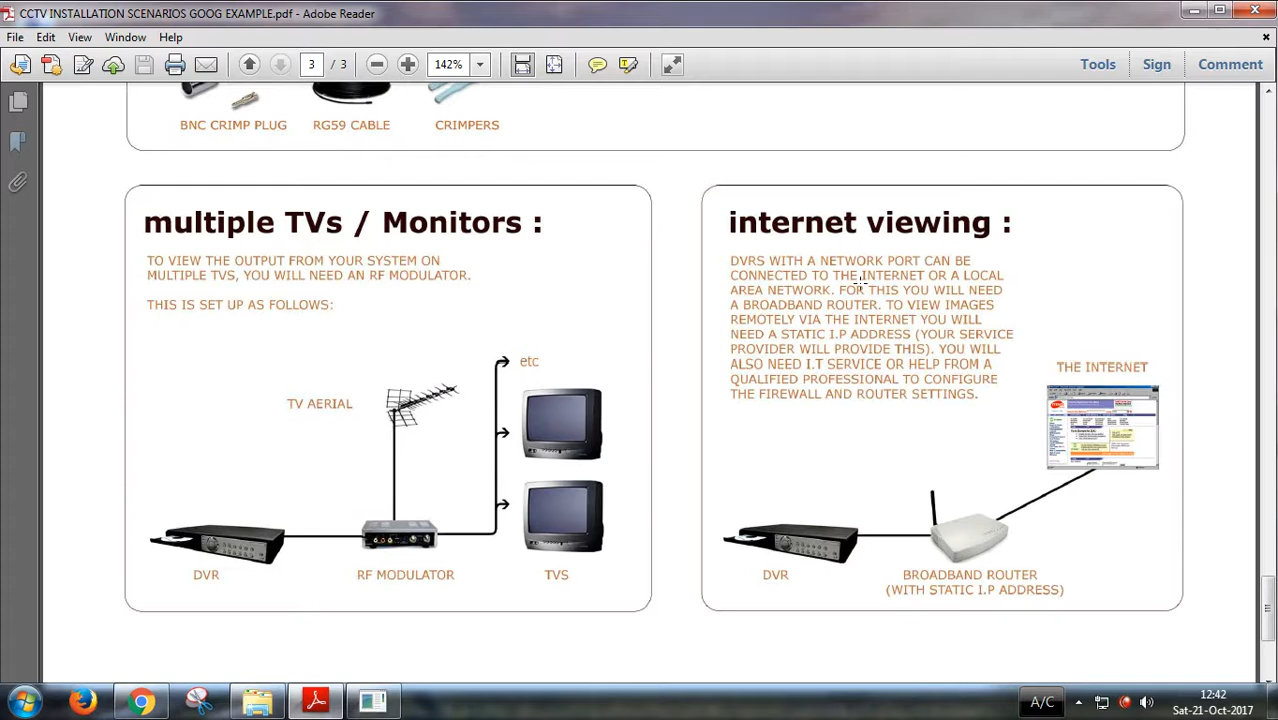 CCTV INSTALLATION SCENARIOS GOOG EXAMPLE.pdf - Adobe Reader
File Edit View Window Help
3 / 3 142% Tools Sign Comment
BNC CRIMP PLUG RG59 CABLE CRIMPERS
multiple TVs / Monitors :
TO VIEW THE OUTPUT FROM YOUR SYSTEM ON
MULTIPLE TVS, YOU WILL NEED AN RF MODULATOR.
THIS IS SET UP AS FOLLOWS:
etc
TV AERIAL
DVR RF MODULATOR TVS
internet viewing :
DVRS WITH A NETWORK PORT CAN BE
CONNECTED TO THE INTERNET OR A LOCAL
AREA NETWORK. FOR THIS YOU WILL NEED
A BROADBAND ROUTER. TO VIEW IMAGES
REMOTELY VIA THE INTERNET YOU WILL
NEED A STATIC I.P ADDRESS (YOUR SERVICE
PROVIDER WILL PROVIDE THIS). YOU WILL
ALSO NEED I.T SERVICE OR HELP FROM A
QUALIFIED PROFESSIONAL TO CONFIGURE
THE FIREWALL AND ROUTER SETTINGS.
THE INTERNET
DVR BROADBAND ROUTER
(WITH STATIC I.P ADDRESS)
A/C 12:42
Sat-21-Oct-2017